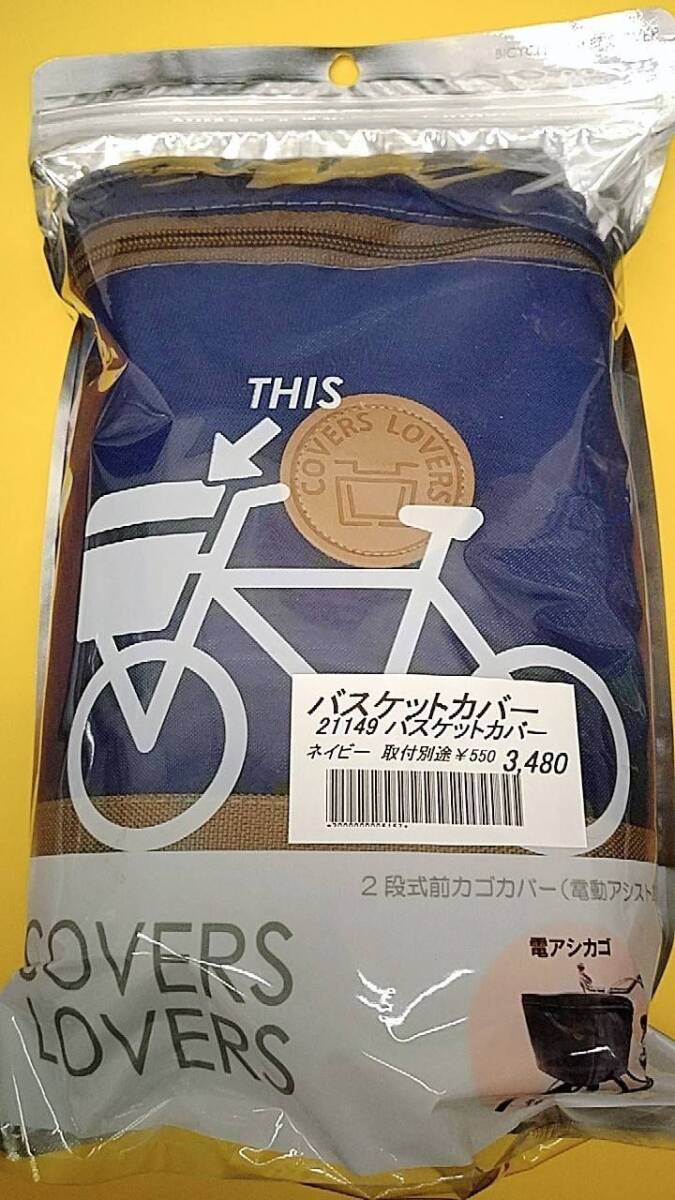 THIS
COVERS LOVERS
バスケットカバー
21149 バスケットカバー
ネイビー 取付別途￥550 3,480
2段式前カゴカバー(電動アシスト
電アシカゴ
COVERS
LOVERS